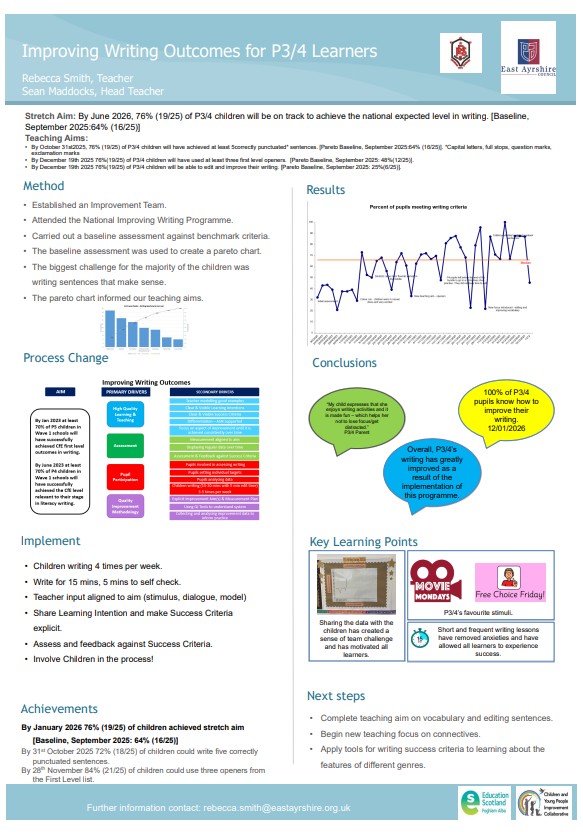 Improving Writing Outcomes for P3/4 Learners
Rebecca Smith, Teacher
Sean Maddocks, Head Teacher
East Ayrshire
COUNCIL
Stretch Aim: By June 2026, 76% (19/25) of P3/4 children will be on track to achieve the national expected level in writing. [Baseline,
September 2025:64% (16/25)]
Teaching Aims:
• By October 31st2025, 76% (19/25) of P3/4 children will have achieved at least 5correctly punctuated* sentences. [Pareto Baseline, September 2025:64% (16/25)]. *Capital letters, full stops, question marks,
exclamation marks
• By December 19th 2025 76%(19/25) of P3/4 children will have used at least three first level openers. [Pareto Baseline, September 2025: 48%(12/25)].
• By December 19th 2025 76%(19/25) of P3/4 children will be able to edit and improve their writing. [Pareto Baseline, September 2025: 25%(6/25)].
Method
• Established an Improvement Team.
• Attended the National Improving Writing Programme.
• Carried out a baseline assessment against benchmark criteria.
• The baseline assessment was used to create a pareto chart.
• The biggest challenge for the majority of the children was
writing sentences that make sense.
• The pareto chart informed our teaching aims.
Results
Percent of pupils meeting writing criteria
Process Change
Improving Writing Outcomes
AIM
PRIMARY DRIVERS
SECONDARY DRIVERS
By Jan 2023 at least
70% of P5 children in
Wave 1 schools will
have successfully
achieved CfE first level
outcomes in writing.
By June 2023 at least
70% of P4 children in
Wave 1 schools will
have successfully
achieved the CfE level
relevant to their stage
in literacy writing.
High Quality
Learning &
Teaching
Assessment
Pupil
Participation
Quality
Improvement
Methodology
Teacher modelling good examples
Clear & Visible Learning Intentions
Clear & Visible Success Criteria
Measurement aligned to aim
Displaying regular data over time
Assessment & Feedback against Success Criteria
Pupils involved in assessing writing
Pupils setting individual targets
Pupils analysing data
3-5 times per week
Using QI Tools to understand system
Collecting and analysing improvement data to
inform practice
Conclusions
"My child expresses that she
enjoys writing activities and it
is made fun – which helps her
not to lose focus/get
distracted."
P3/4 Parent
100% of P3/4
pupils know how to
improve their
writing.
12/01/2026
Overall, P3/4's
writing has greatly
improved as a
result of the
implementation of
this programme.
Implement
• Children writing 4 times per week.
• Write for 15 mins, 5 mins to self check.
• Teacher input aligned to aim (stimulus, dialogue, model)
• Share Learning Intention and make Success Criteria
explicit.
• Assess and feedback against Success Criteria.
• Involve Children in the process!
Key Learning Points
Sharing the data with the
children has created a
sense of team challenge
and has motivated all
learners.
MOVIE
MONDAYS
Free Choice Friday!
P3/4's favourite stimuli.
Short and frequent writing lessons
have removed anxieties and have
allowed all learners to experience
success.
Achievements
By January 2026 76% (19/25) of children achieved stretch aim
[Baseline, September 2025: 64% (16/25)]
By 31st October 2025 72% (18/25) of children could write five correctly
punctuated sentences.
By 28th November 84% (21/25) of children could use three openers from
the First Level list.
Next steps
• Complete teaching aim on vocabulary and editing sentences.
• Begin new teaching focus on connectives.
• Apply tools for writing success criteria to learning about the
features of different genres.
Further information contact: rebecca.smith@eastayrshire.org.uk
Education
Scotland
Foghlam Alba
Children and
Young People
Improvement
Collaborative